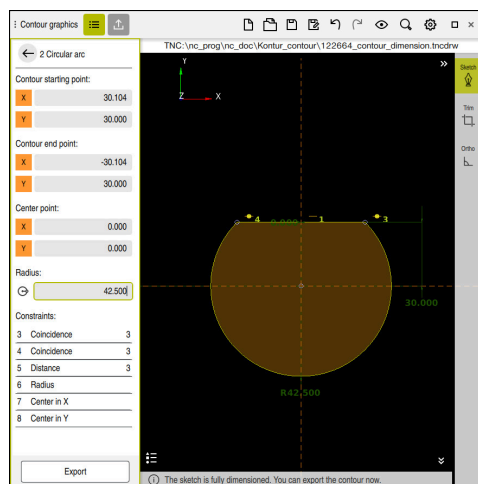 Contour graphics
TNC:\nc_prog\nc_doc\Kontur_contour\122664_contour_dimension.tncdrw
2 Circular arc
Contour starting point:
X 30.104
Y 30.000
Contour end point:
X -30.104
Y 30.000
Center point:
X 0.000
Y 0.000
Radius:
42.500
Constraints:
3 Coincidence 3
4 Coincidence 3
5 Distance 3
6 Radius
7 Center in X
8 Center in Y
Export
Y
Z X
4 0.000 1 3
30.000
R42.500
Sketch
Trim
Ortho
The sketch is fully dimensioned. You can export the contour now.